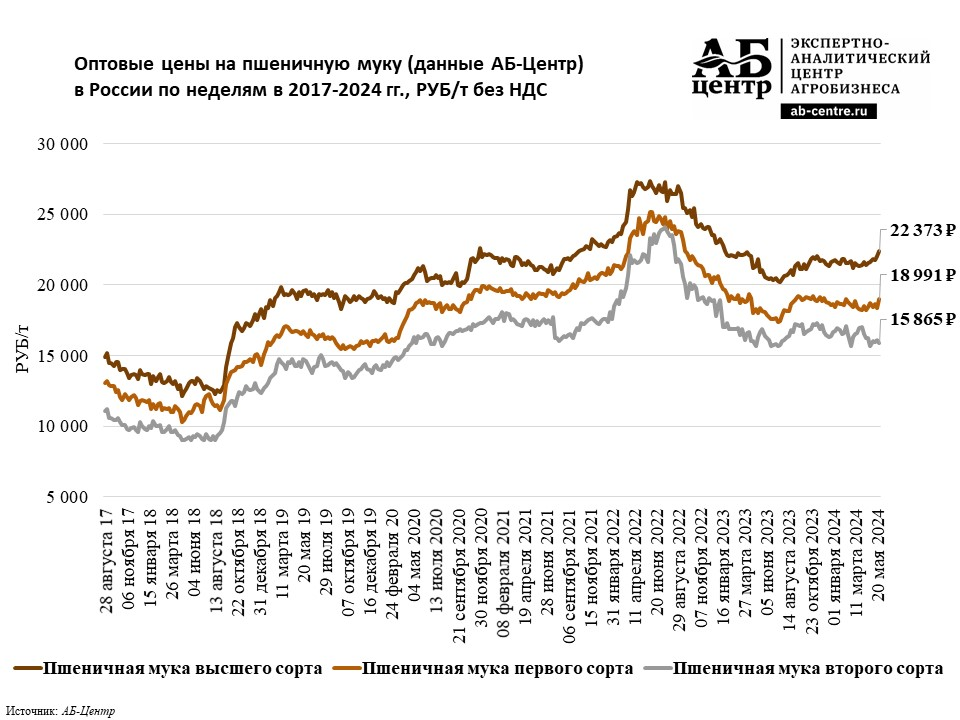 Оптовые цены на пшеничную муку (данные АБ-Центр)
в России по неделям в 2017-2024 гг., РУБ/т без НДС
АБ
центр
ЭКСПЕРТНО-
АНАЛИТИЧЕСКИЙ
ЦЕНТР
АГРОБИЗНЕСА
ab-centre.ru
30 000
25 000
20 000
15 000
10 000
5 000
РУБ/т
22 373 ₽
18 991 ₽
15 865 ₽
28 августа 17
06 ноября 17
15 января 18
26 марта 18
04 июня 18
13 августа 18
22 октября 18
31 декабря 18
11 марта 19
20 мая 19
29 июля 19
07 октября 19
16 декабря 19
24 февраля 20
04 мая 2020
13 июля 2020
21 сентября 2020
30 ноября 2020
08 февраля 2021
19 апреля 2021
28 июня 2021
06 сентября 2021
15 ноября 2021
31 января 2022
11 апреля 2022
20 июня 2022
29 августа 2022
07 ноября 2022
16 января 2023
27 марта 2023
05 июня 2023
14 августа 2023
23 октября 2023
01 января 2024
11 марта 2024
20 мая 2024
Пшеничная мука высшего сорта
Пшеничная мука первого сорта
Пшеничная мука второго сорта
Источник: АБ-Центр